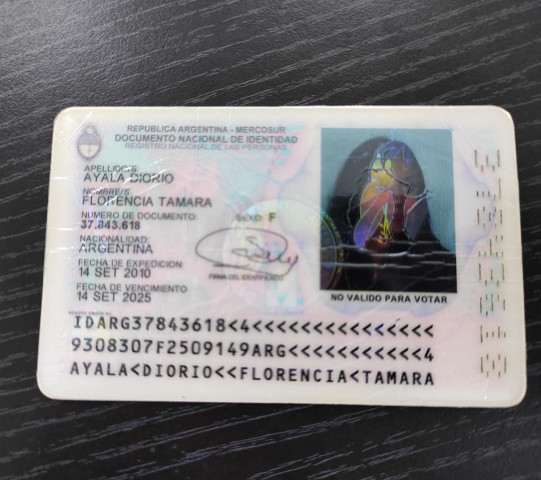 REPUBLICA ARGENTINA - MERCOSUR
DOCUMENTO NACIONAL DE IDENTIDAD
REGISTRO NACIONAL DE LAS PERSONAS
APELLIDO/S
AYALA DIORIO
NOMBRE/S
FLORENCIA TAMARA
NUMERO DE DOCUMENTO: SEXO: F
37.843.618
NACIONALIDAD:
ARGENTINA
FECHA DE EXPEDICION:
14 SET 2010
FIRMA DEL IDENTIFICADO
FECHA DE VENCIMIENTO
14 SET 2025
NO VALIDO PARA VOTAR
IDARG37843618<4<<<<<<<<<<<<<<<
9308307F2509149ARG<<<<<<<<<<<4
AYALA<DIORIO<<FLORENCIA<TAMARA